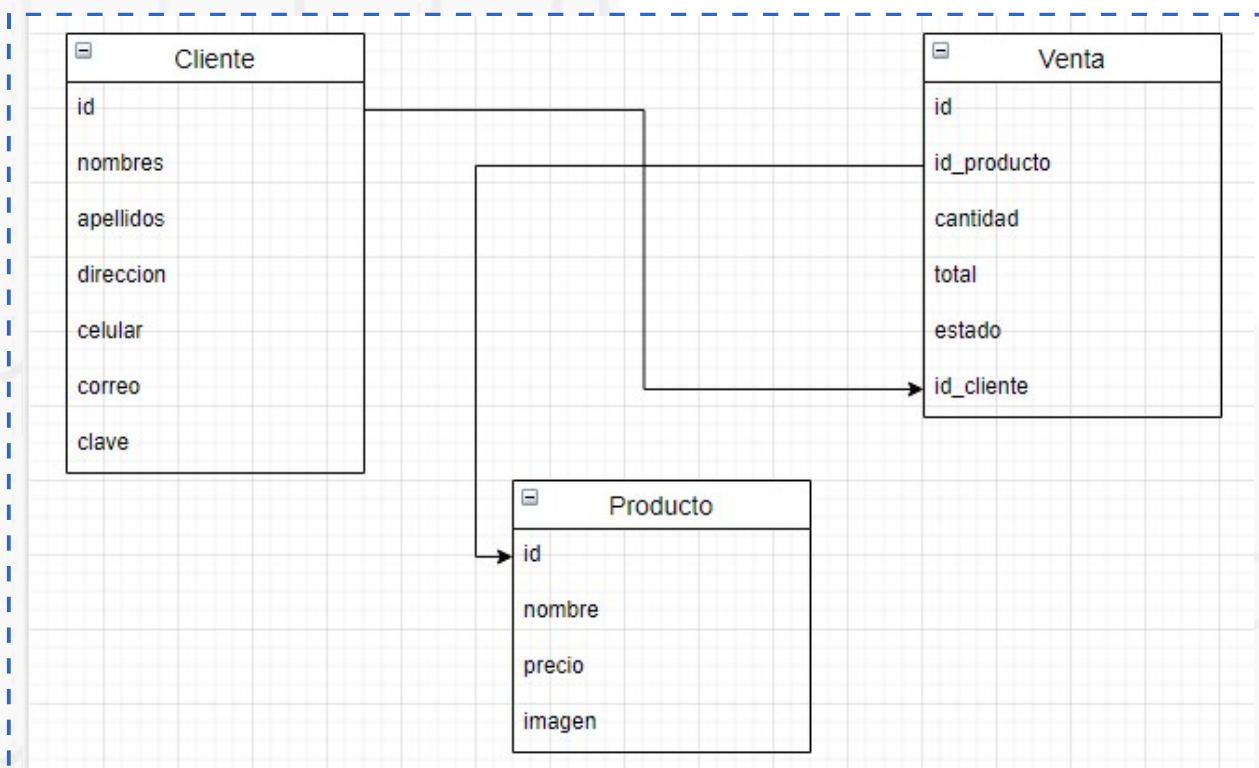 Cliente
id
nombres
apellidos
direccion
celular
correo
clave
Venta
id
id_producto
cantidad
total
estado
id_cliente
Producto
id
nombre
precio
imagen